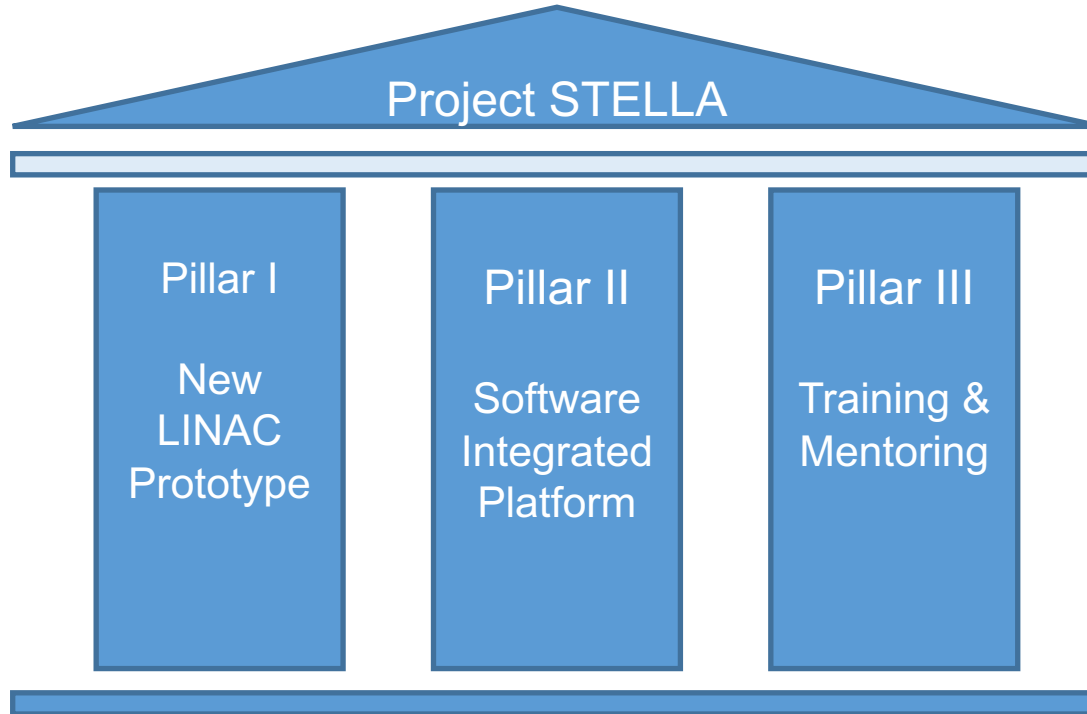 Project STELLA
Pillar I
New
LINAC
Prototype
Pillar II
Software
Integrated
Platform
Pillar III
Training &
Mentoring